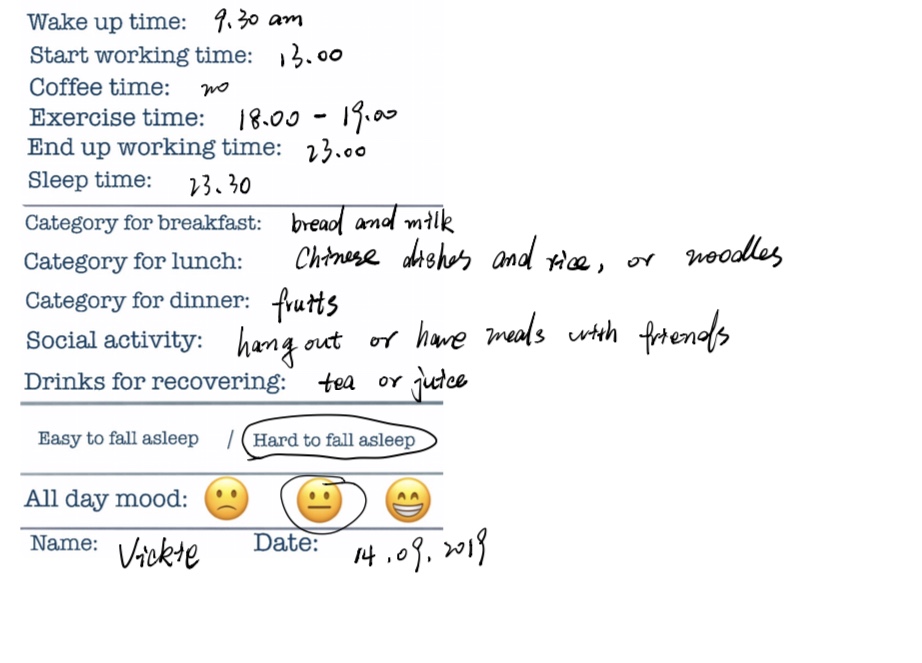 Wake up time: 9.30 am
Start working time: 13.00
Coffee time: no
Exercise time: 18.00 - 19.00
End up working time: 23.00
Sleep time: 23.30
Category for breakfast: bread and milk
Category for lunch: Chinese dishes and rice, or noodles
Category for dinner: fruits
Social activity: hang out or have meals with friends
Drinks for recovering: tea or juice
Easy to fall asleep / Hard to fall asleep
All day mood:
Name: Vickie Date: 14.09.2019